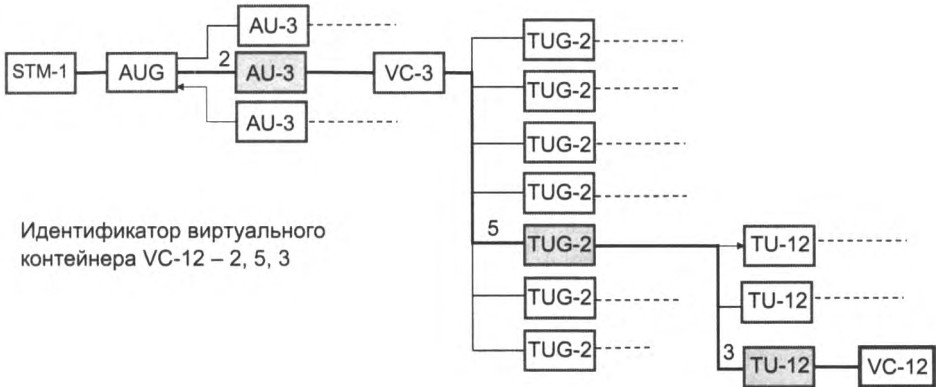 AU-3
TUG-2
STM-1
AUG
2
AU-3
VC-3
TUG-2
AU-3
TUG-2
TUG-2
Идентификатор виртуального
контейнера VC-12 – 2, 5, 3
5
TUG-2
TU-12
TUG-2
TU-12
TUG-2
3
TU-12
VC-12